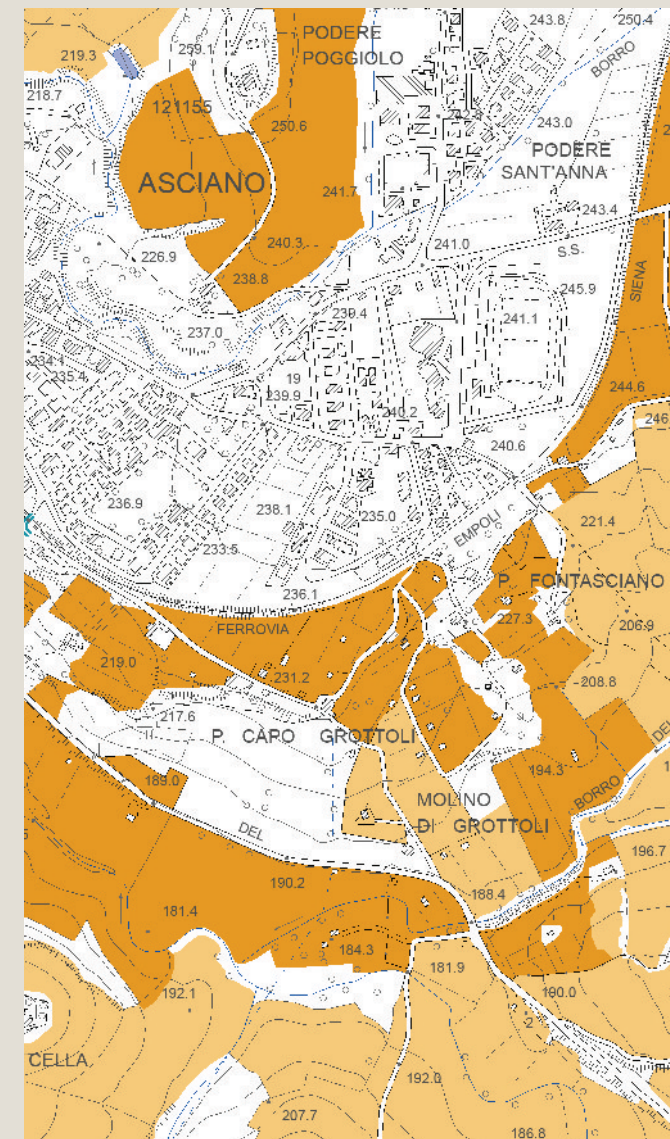 219.3
259.1
PODERE
POGGIOLO
243.8
250.4
BORRO
218.7
121155
250.6
243.0
ASCIANO
241.7
PODERE
SANT'ANNA
243.4
226.9
240.3
241.0
S.S.
238.8
245.9
SIENA
237.0
239.4
241.1
234.1
235.4
19
239.9
240.2
244.6
246
240.6
236.9
238.1
235.0
221.4
EMPOLI
233.5
236.1
P. FONTASCIANO
FERROVIA
227.3
206.9
219.0
231.2
208.8
217.6
P. CAPO GROTTOLI
DEL
189.0
194.3
BORRO
MOLINO
DI GROTTOLI
DEL
196.7
190.2
188.4
181.4
184.3
181.9
192.1
190.0
2
CELLA
192.0
207.7
186.8